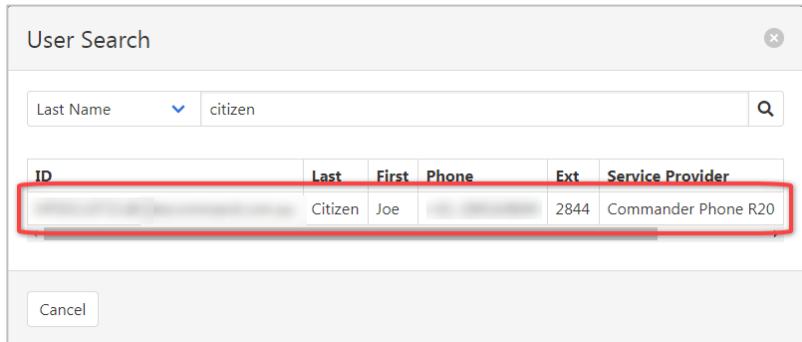 User Search
Last Name citizen
ID Last First Phone Ext Service Provider
Citizen Joe 2844 Commander Phone R20
Cancel